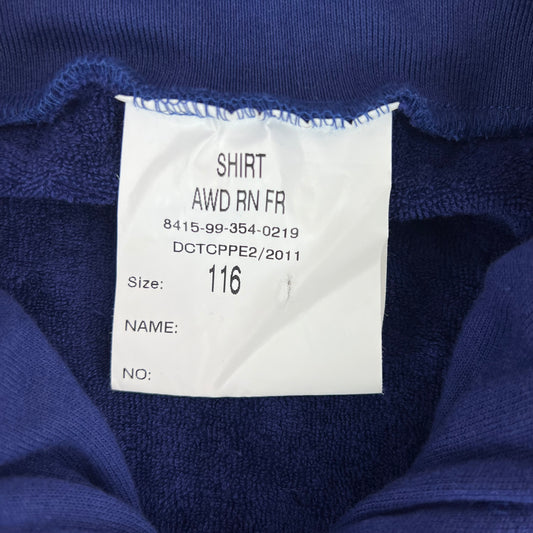 SHIRT
AWD RN FR
8415-99-354-0219
DCTCPPE2/2011
Size: 116
NAME:
NO: